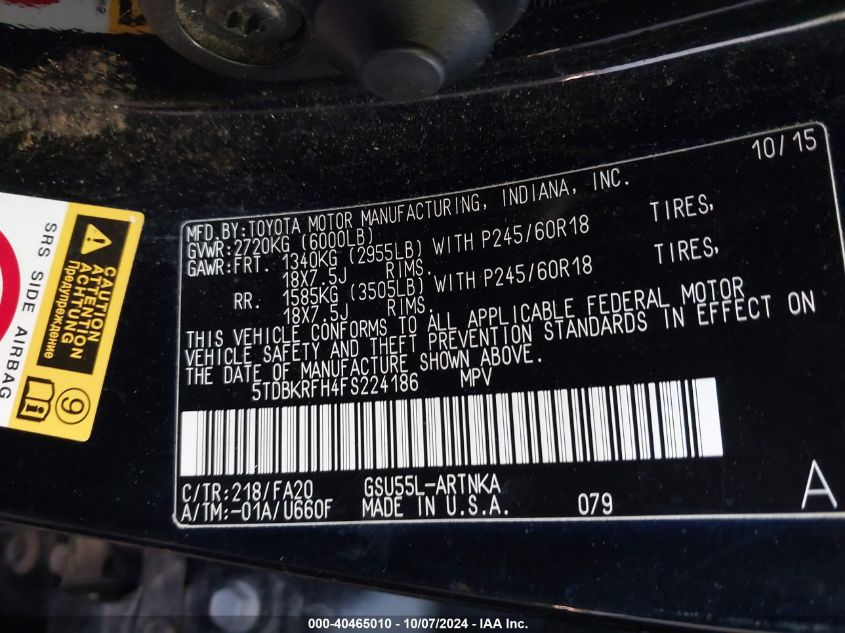 10/15
MFD.BY:TOYOTA MOTOR MANUFACTURING, INDIANA, INC.
GVWR:2720KG (6000LB)
GAWR:FRT. 1340KG (2955LB) WITH P245/60R18 TIRES,
18X7.5J RIMS.
RR. 1585KG (3505LB) WITH P245/60R18 TIRES,
18X7.5J RIMS.
THIS VEHICLE CONFORMS TO ALL APPLICABLE FEDERAL MOTOR
VEHICLE SAFETY AND THEFT PREVENTION STANDARDS IN EFFECT ON
THE DATE OF MANUFACTURE SHOWN ABOVE.
5TDBKRFH4FS224186 MPV
C/TR:218/FA20 GSU55L-ARTNKA
A/TM:-01A/U660F MADE IN U.S.A. 079
A
SRS SIDE AIRBAG
CAUTION
ATTENTION
ACHTUNG
Предупреждение
9
000-40465010 - 10/07/2024 - IAA Inc.